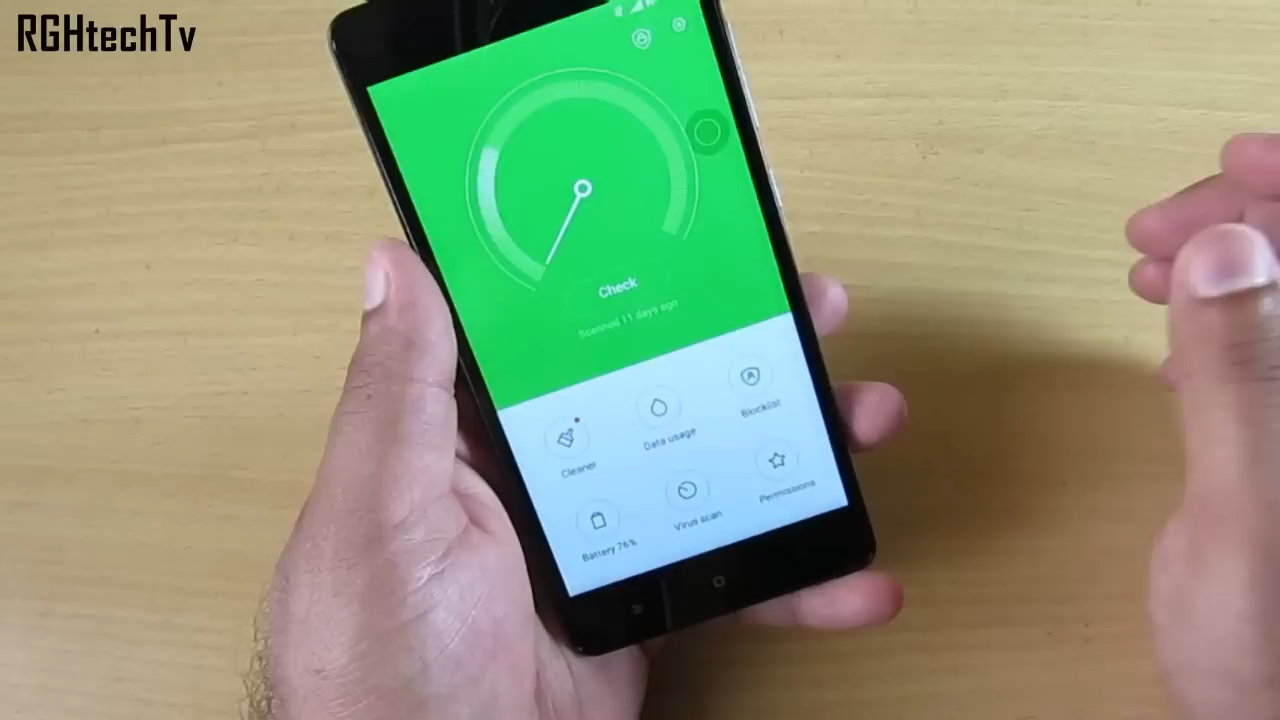 RGHtechTv
Check
Scanned 11 days ago
Cleaner
Data usage
Blocklist
Battery 76%
Virus scan
Permissions